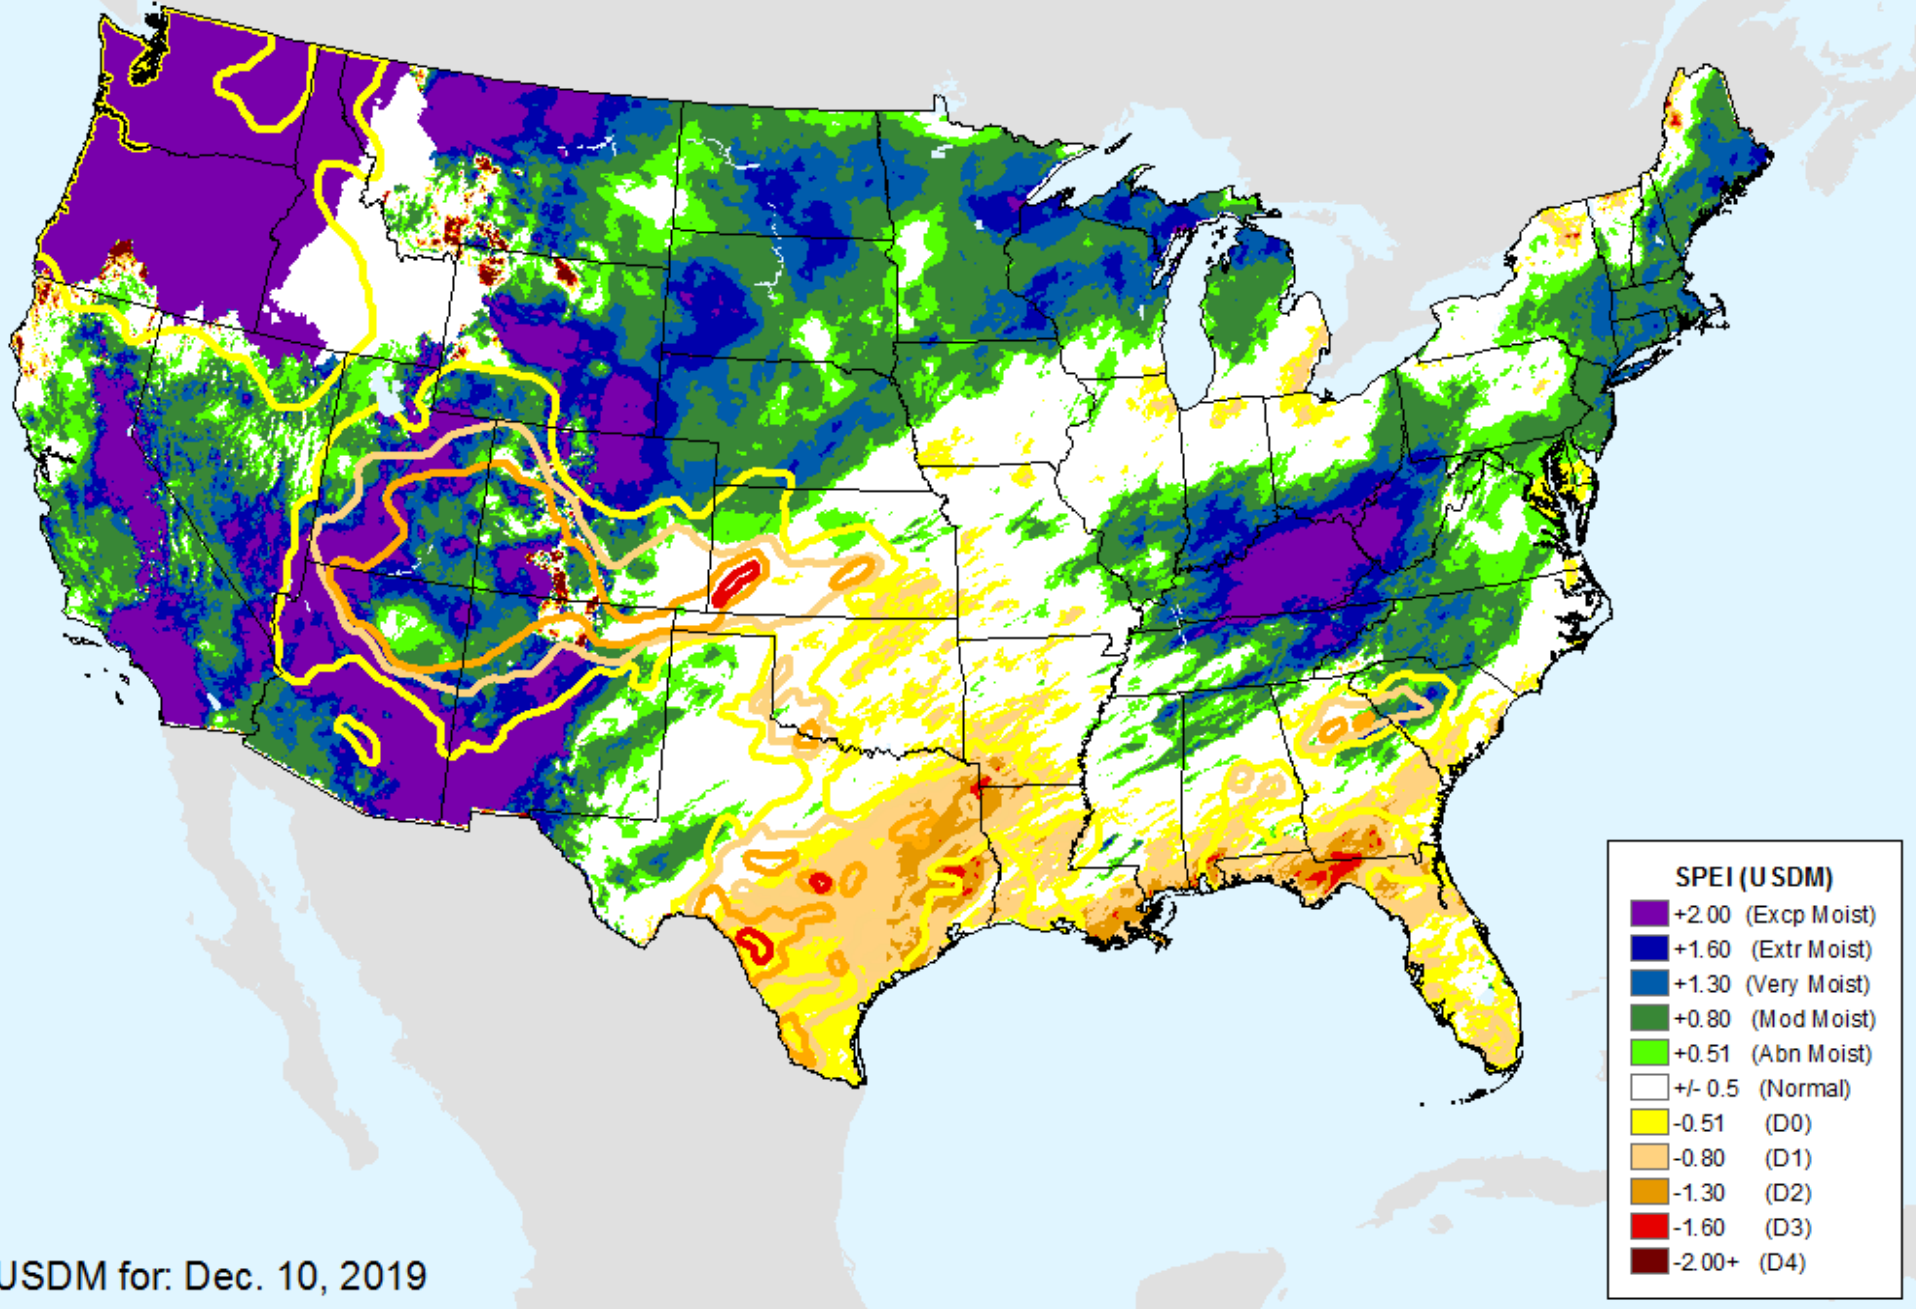 SPEI (USDM)
+2.00 (Excp Moist)
+1.60 (Extr Moist)
+1.30 (Very Moist)
+0.80 (Mod Moist)
+0.51 (Abn Moist)
+/- 0.5 (Normal)
-0.51 (D0)
-0.80 (D1)
-1.30 (D2)
-1.60 (D3)
-2.00+ (D4)
USDM for: Dec. 10, 2019